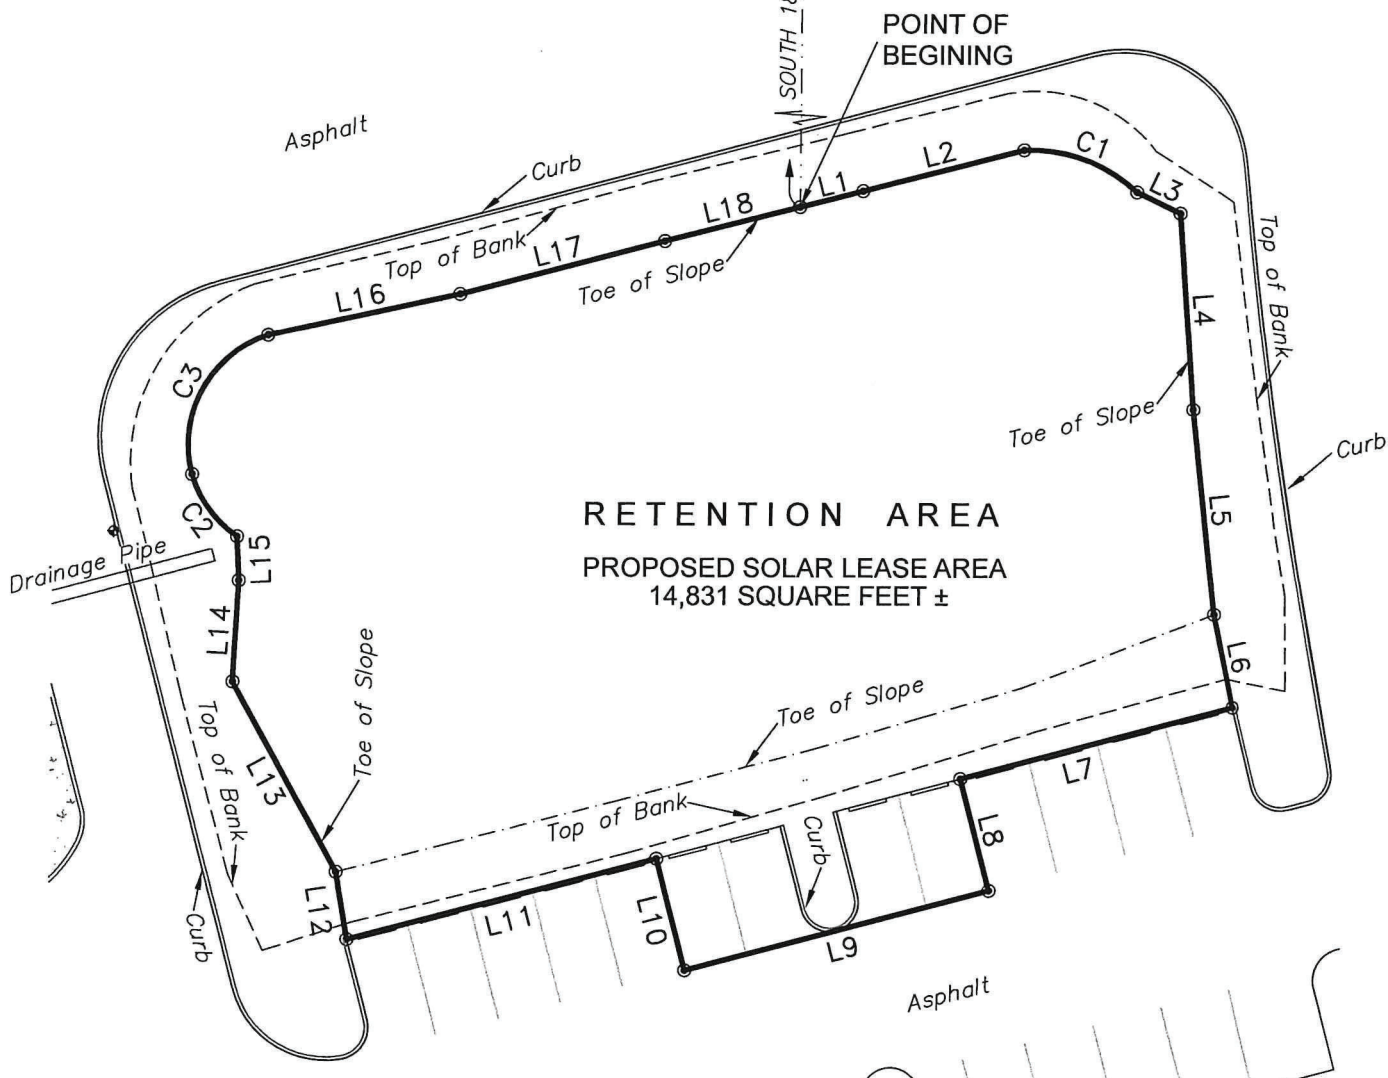 SOUTH 18
POINT OF
BEGINING
Asphalt
Curb
C1
L2
L1
L3
L18
Top of Bank
L17
Toe of Slope
L16
Top of Bank
L4
C3
Toe of Slope
Curb
L5
RETENTION AREA
PROPOSED SOLAR LEASE AREA
14,831 SQUARE FEET ±
C2
L15
Drainage Pipe
L14
Toe of Slope
L6
Toe of Slope
Top of Bank
L13
L7
Top of Bank
Curb
L8
L12
L11
L10
L9
Curb
Asphalt